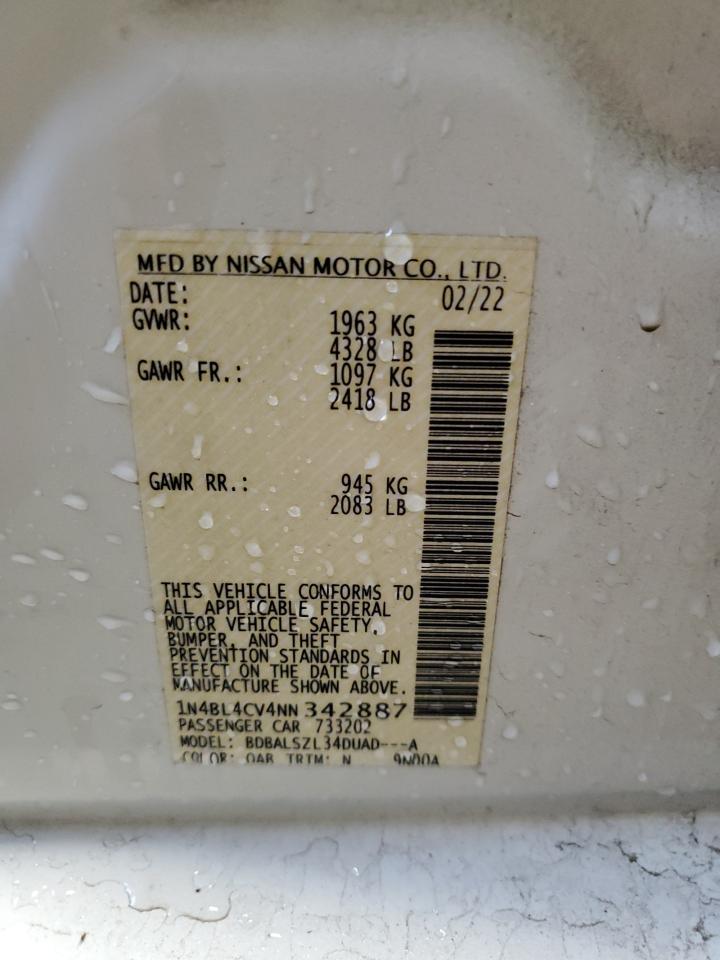 MFD BY NISSAN MOTOR CO., LTD.
DATE: 02/22
GVWR: 1963 KG
4328 LB
GAWR FR.: 1097 KG
2418 LB
GAWR RR.: 945 KG
2083 LB
THIS VEHICLE CONFORMS TO
ALL APPLICABLE FEDERAL
MOTOR VEHICLE SAFETY,
BUMPER, AND THEFT
PREVENTION STANDARDS IN
EFFECT ON THE DATE OF
MANUFACTURE SHOWN ABOVE.
1N4BL4CV4NN342887
PASSENGER CAR 733202
MODEL: BDBALSZL34DUAD---A
COLOR: QAB TRIM: N 9N00A